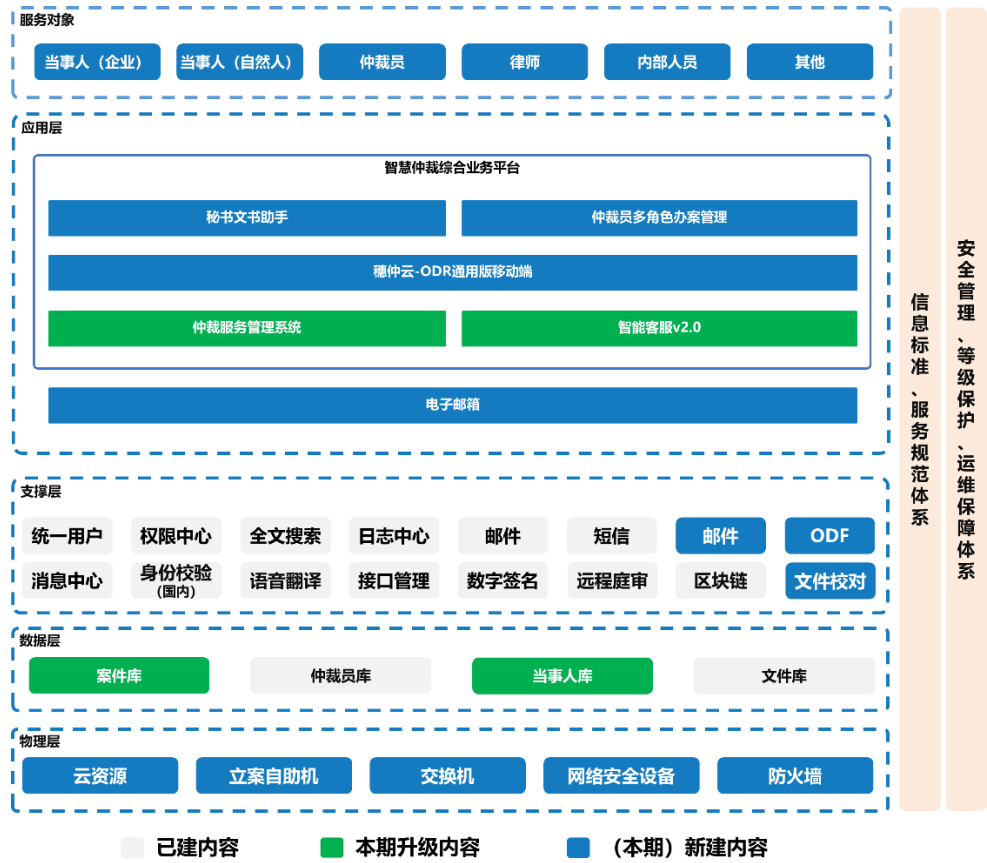 服务对象
当事人（企业）
当事人（自然人）
仲裁员
律师
内部人员
其他
应用层
智慧仲裁综合业务平台
秘书文书助手
仲裁员多角色办案管理
穗仲云-ODR通用版移动端
仲裁服务管理系统
智能客服v2.0
电子邮箱
支撑层
统一用户
权限中心
全文搜索
日志中心
邮件
短信
邮件
ODF
消息中心
身份校验
（国内）
语音翻译
接口管理
数字签名
远程庭审
区块链
文件校对
数据层
案件库
仲裁员库
当事人库
文件库
物理层
云资源
立案自助机
交换机
网络安全设备
防火墙
信息标准、服务规范体系
安全管理、等级保护、运维保障体系
已建内容
本期升级内容
（本期）新建内容